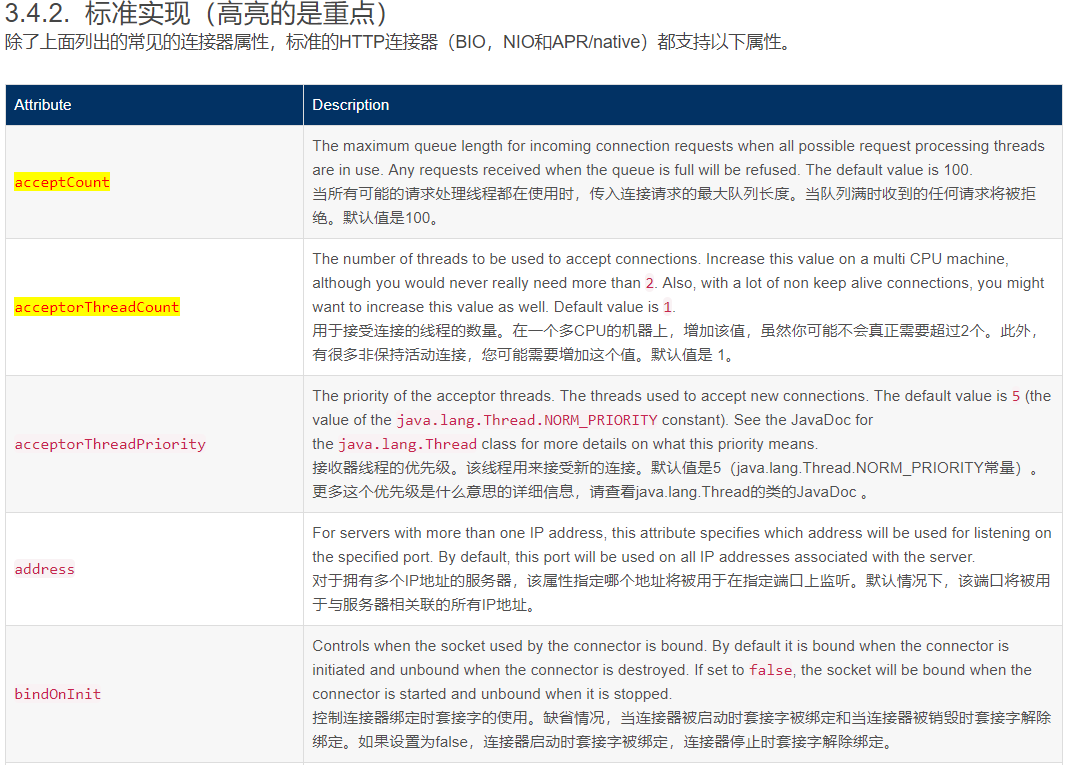 3.4.2. 标准实现（高亮的是重点）
除了上面列出的常见的连接器属性，标准的HTTP连接器（BIO，NIO和APR/native）都支持以下属性。
Attribute
Description
acceptCount
The maximum queue length for incoming connection requests when all possible request processing threads
are in use. Any requests received when the queue is full will be refused. The default value is 100.
当所有可能的请求处理线程都在使用时，传入连接请求的最大队列长度。当队列满时收到的任何请求将被拒
绝。默认值是100。
acceptorThreadCount
The number of threads to be used to accept connections. Increase this value on a multi CPU machine,
although you would never really need more than 2. Also, with a lot of non keep alive connections, you might
want to increase this value as well. Default value is 1.
用于接受连接的线程的数量。在一个多CPU的机器上，增加该值，虽然你可能不会真正需要超过2个。此外，
有很多非保持活动连接，您可能需要增加这个值。默认值是 1。
acceptorThreadPriority
The priority of the acceptor threads. The threads used to accept new connections. The default value is 5 (the
value of the java.lang.Thread.NORM_PRIORITY constant). See the JavaDoc for
the java.lang.Thread class for more details on what this priority means.
接收器线程的优先级。该线程用来接受新的连接。默认值是5（java.lang.Thread.NORM_PRIORITY常量）。
更多这个优先级是什么意思的详细信息，请查看java.lang.Thread的类的JavaDoc 。
address
For servers with more than one IP address, this attribute specifies which address will be used for listening on
the specified port. By default, this port will be used on all IP addresses associated with the server.
对于拥有多个IP地址的服务器，该属性指定哪个地址将被用于在指定端口上监听。默认情况下，该端口将被用
于与服务器相关联的所有IP地址。
bindOnInit
Controls when the socket used by the connector is bound. By default it is bound when the connector is
initiated and unbound when the connector is destroyed. If set to false, the socket will be bound when the
connector is started and unbound when it is stopped.
控制连接器绑定时套接字的使用。缺省情况，当连接器被启动时套接字被绑定和当连接器被销毁时套接字解除
绑定。如果设置为false，连接器启动时套接字被绑定，连接器停止时套接字解除绑定。